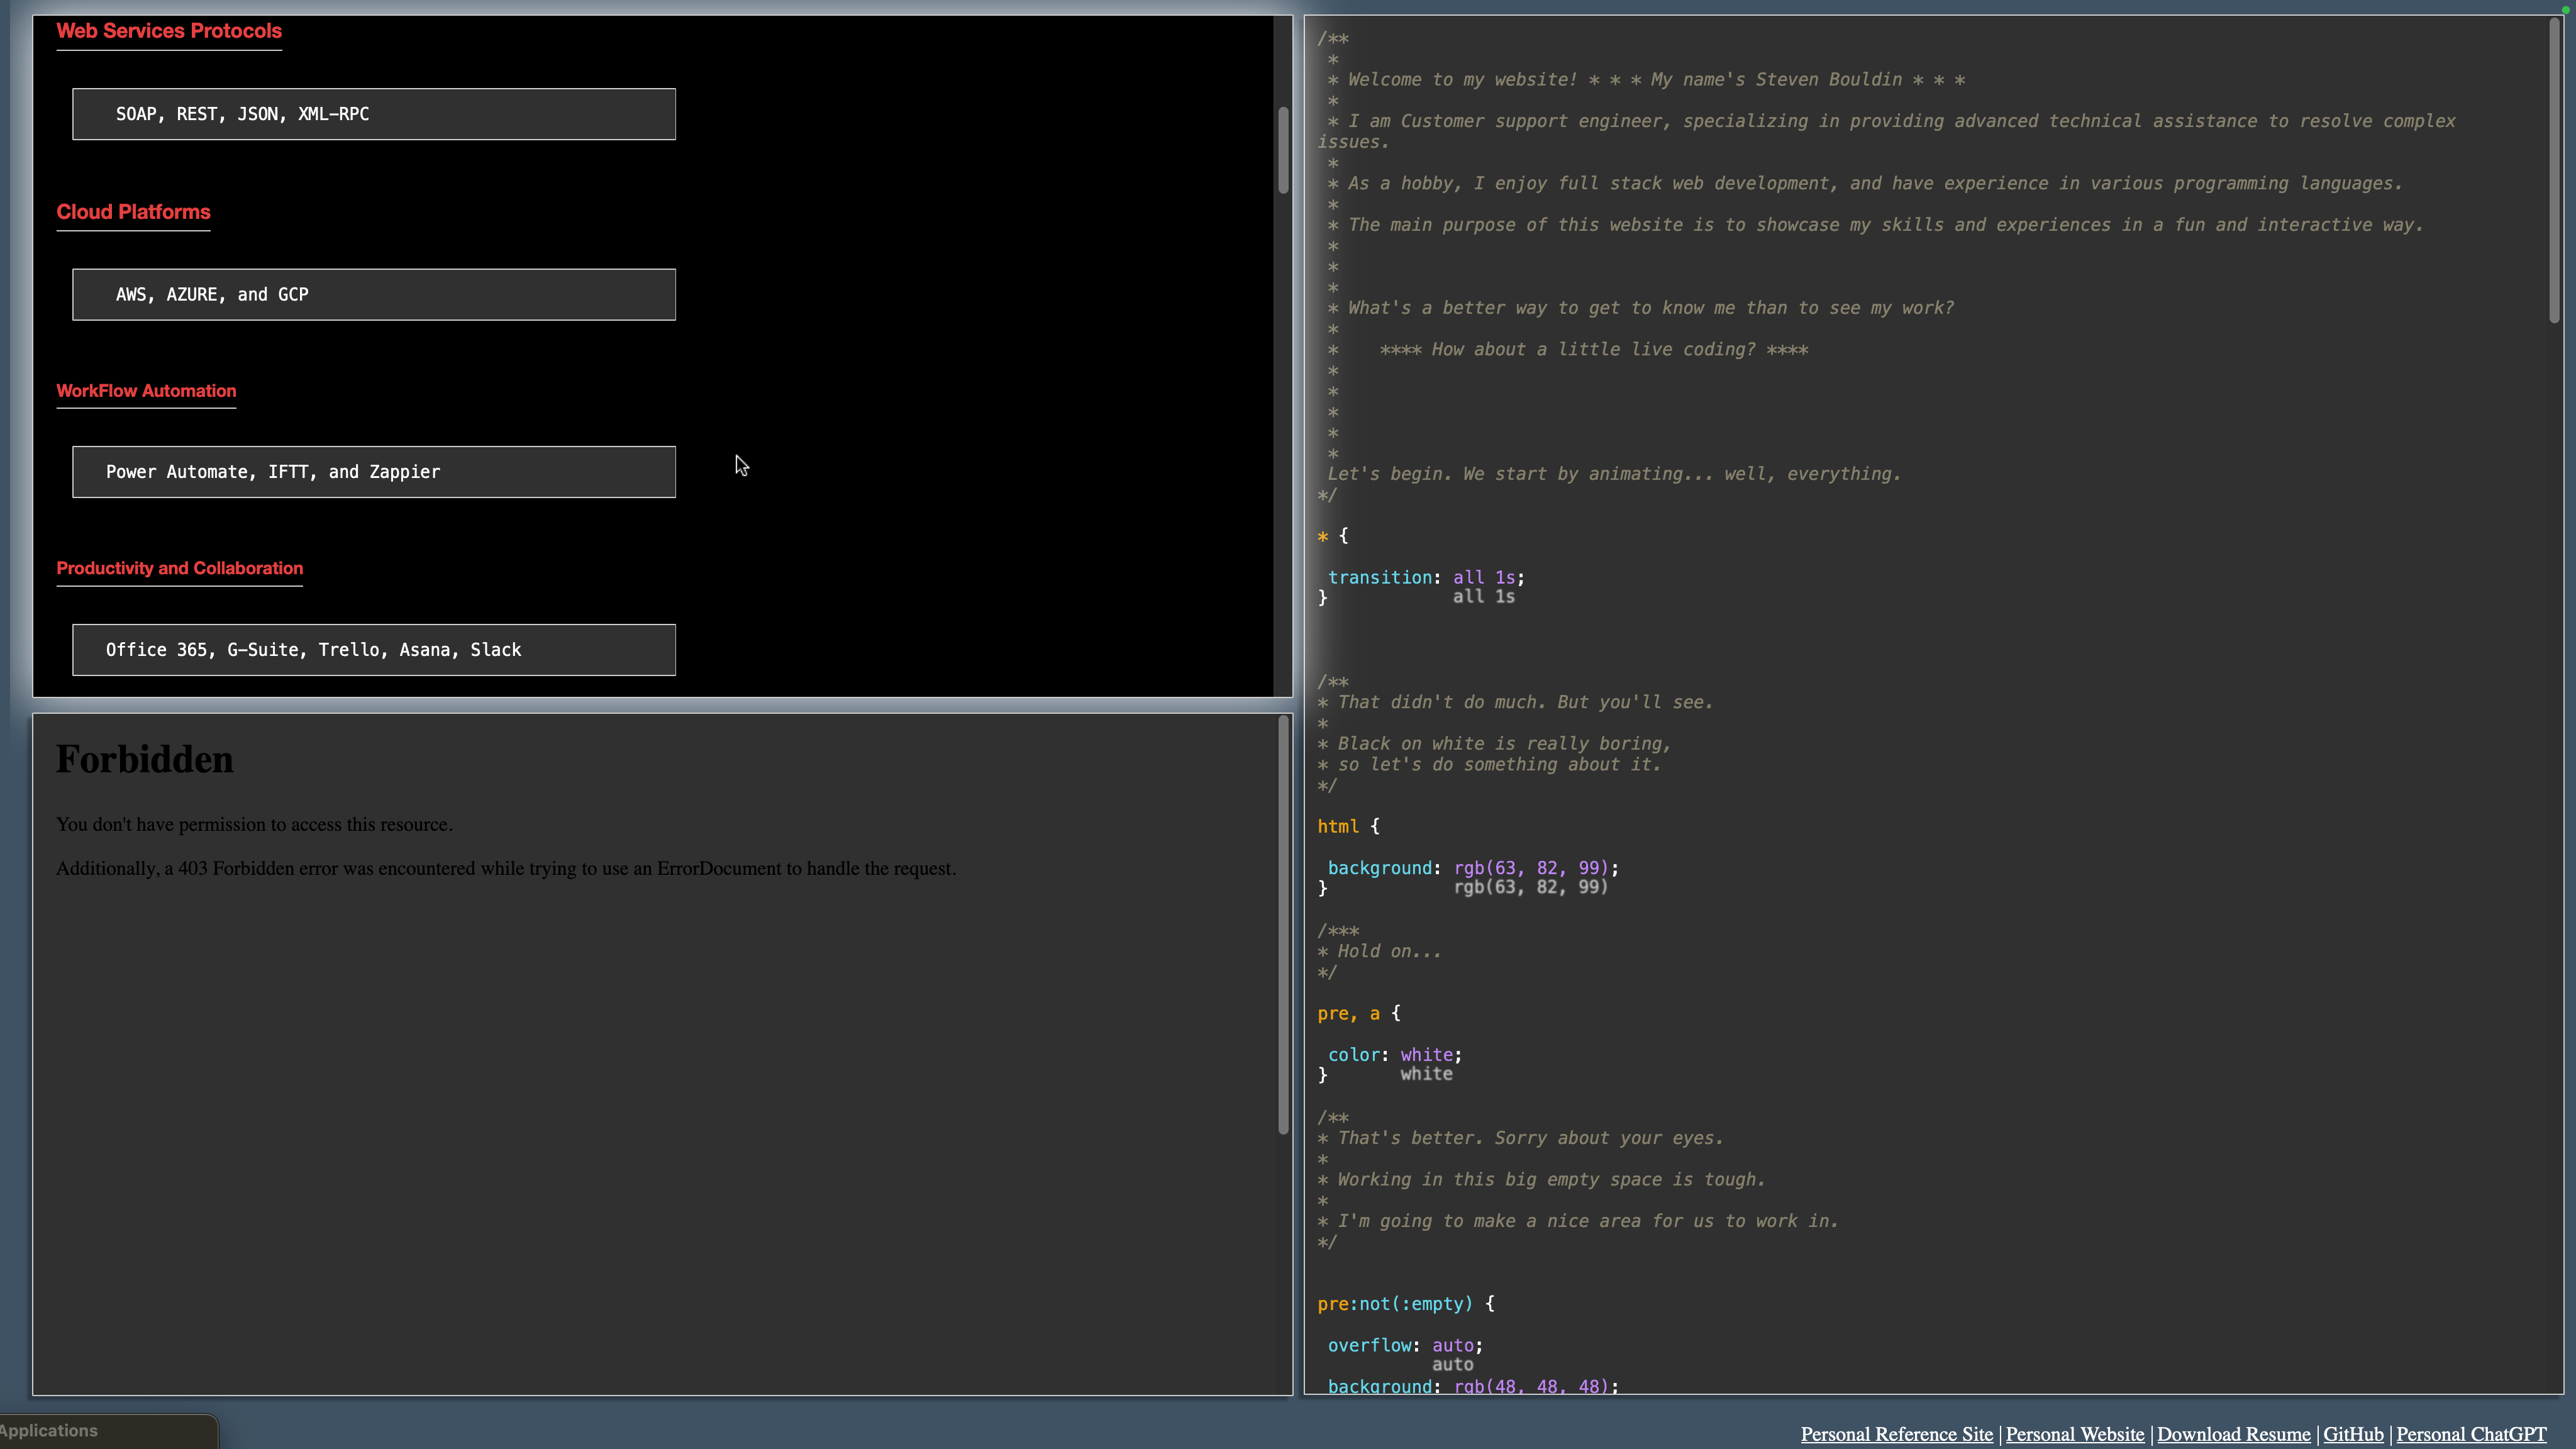 Web Services Protocols
SOAP, REST, JSON, XML-RPC
Cloud Platforms
AWS, AZURE, and GCP
WorkFlow Automation
Power Automate, IFTT, and Zappier
Productivity and Collaboration
Office 365, G-Suite, Trello, Asana, Slack
Forbidden
You don't have permission to access this resource.
Additionally, a 403 Forbidden error was encountered while trying to use an ErrorDocument to handle the request.
/**
*
* Welcome to my website! * * * My name's Steven Bouldin * * *
*
* I am Customer support engineer, specializing in providing advanced technical assistance to resolve complex
issues.
*
* As a hobby, I enjoy full stack web development, and have experience in various programming languages.
*
* The main purpose of this website is to showcase my skills and experiences in a fun and interactive way.
*
*
*
* What's a better way to get to know me than to see my work?
*
*    **** How about a little live coding? ****
*
*
*
*
*
Let's begin. We start by animating... well, everything.
*/
* {
transition: all 1s;
} all 1s
/**
* That didn't do much. But you'll see.
*
* Black on white is really boring,
* so let's do something about it.
*/
html {
background: rgb(63, 82, 99);
} rgb(63, 82, 99)
/***
* Hold on...
*/
pre, a {
color: white;
} white
/**
* That's better. Sorry about your eyes.
*
* Working in this big empty space is tough.
*
* I'm going to make a nice area for us to work in.
*/
pre:not(:empty) {
overflow: auto;
auto
background: rgb(48, 48, 48);
Applications
Personal Reference Site | Personal Website | Download Resume | GitHub | Personal ChatGPT